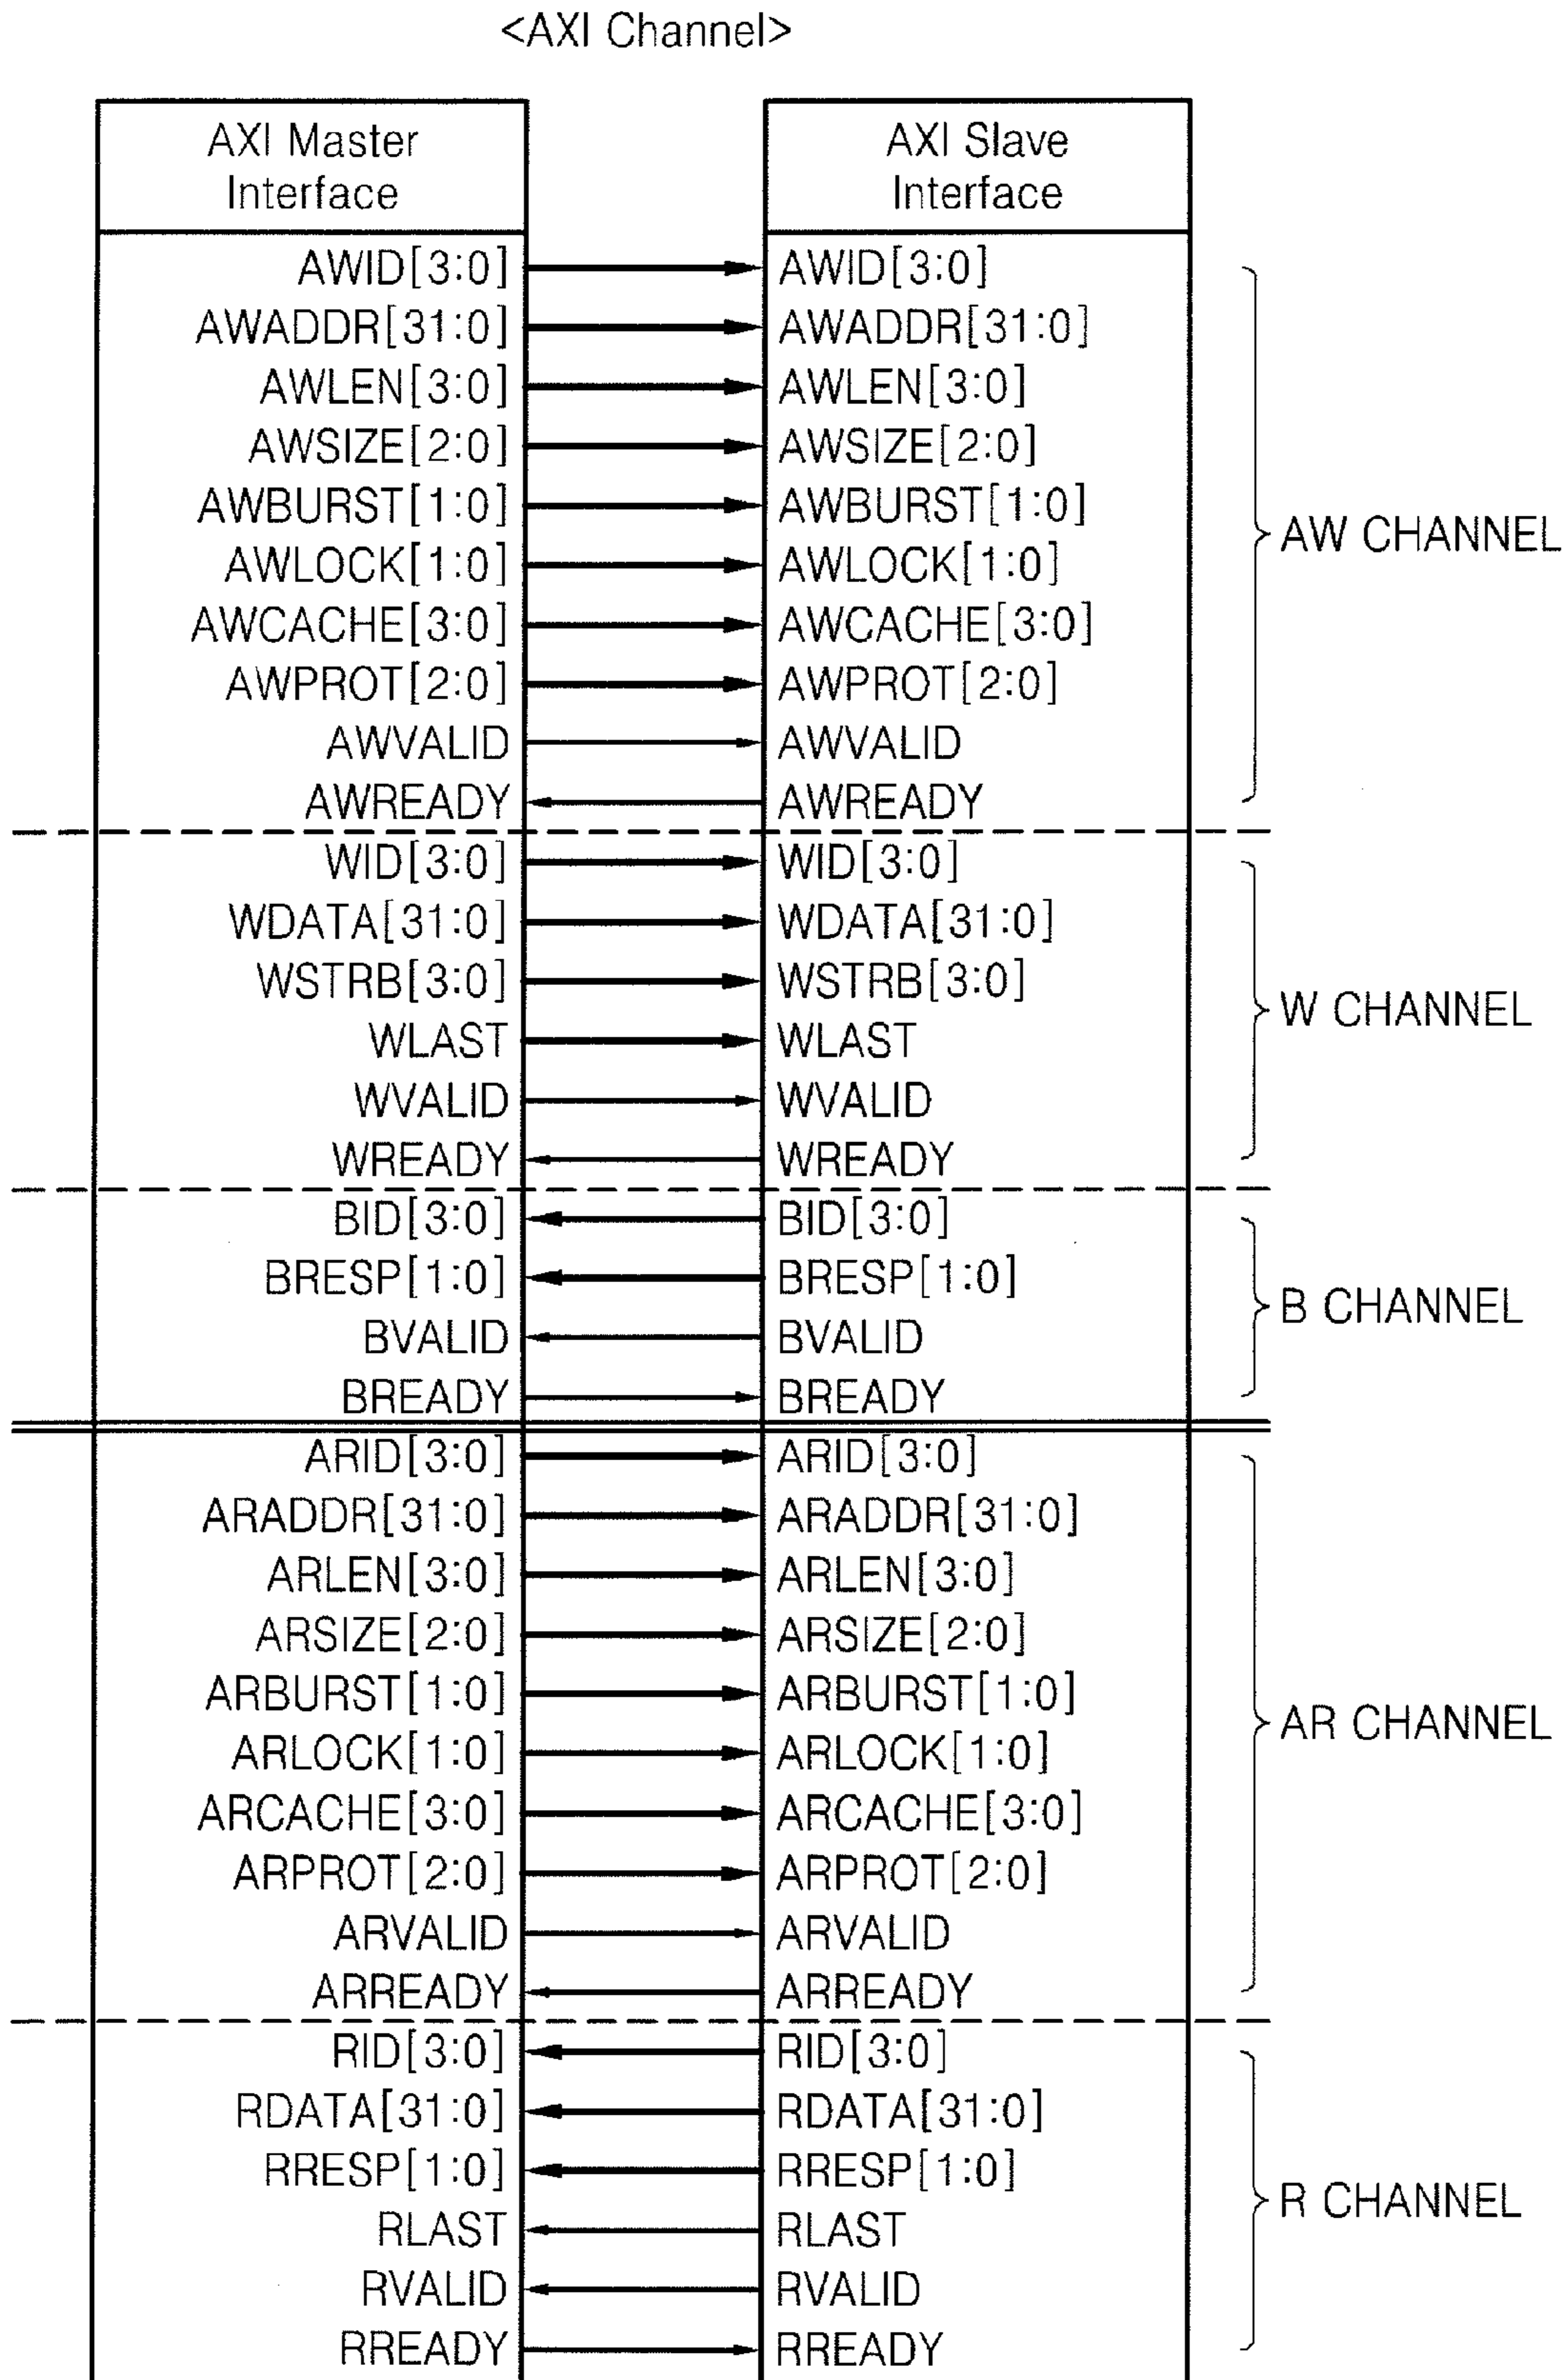 <AXI Channel>
AXI Master Interface
AXI Slave Interface
AWID[3:0] AWID[3:0]
AWADDR[31:0] AWADDR[31:0]
AWLEN[3:0] AWLEN[3:0]
AWSIZE[2:0] AWSIZE[2:0]
AWBURST[1:0] AWBURST[1:0]
AW CHANNEL
AWLOCK[1:0] AWLOCK[1:0]
AWCACHE[3:0] AWCACHE[3:0]
AWPROT[2:0] AWPROT[2:0]
AWVALID AWVALID
AWREADY AWREADY
WID[3:0] WID[3:0]
WDATA[31:0] WDATA[31:0]
WSTRB[3:0] WSTRB[3:0]
W CHANNEL
WLAST WLAST
WVALID WVALID
WREADY WREADY
BID[3:0] BID[3:0]
BRESP[1:0] BRESP[1:0]
B CHANNEL
BVALID BVALID
BREADY BREADY
ARID[3:0] ARID[3:0]
ARADDR[31:0] ARADDR[31:0]
ARLEN[3:0] ARLEN[3:0]
ARSIZE[2:0] ARSIZE[2:0]
ARBURST[1:0] ARBURST[1:0]
AR CHANNEL
ARLOCK[1:0] ARLOCK[1:0]
ARCACHE[3:0] ARCACHE[3:0]
ARPROT[2:0] ARPROT[2:0]
ARVALID ARVALID
ARREADY ARREADY
RID[3:0] RID[3:0]
RDATA[31:0] RDATA[31:0]
RRESP[1:0] RRESP[1:0]
R CHANNEL
RLAST RLAST
RVALID RVALID
RREADY RREADY